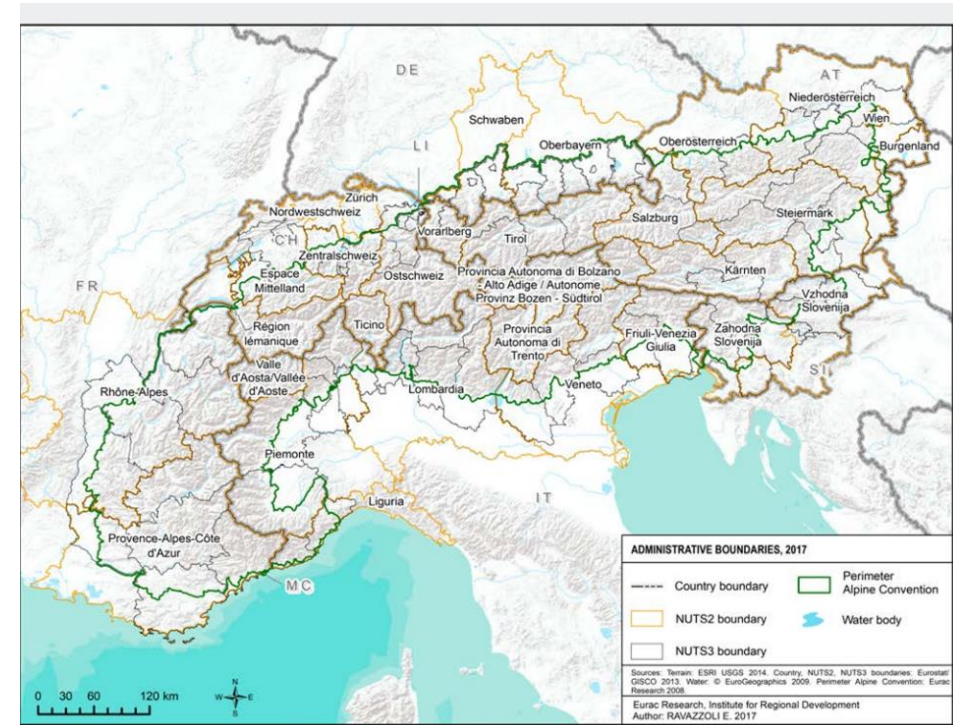 DE
AT
Niederösterreich
Wien
Schwaben
Oberbayern
Oberösterreich
Burgenland
LI
Zürich
Nordwestschweiz
Vorarlberg
Salzburg
Steiermark
CH
Zentralschweiz
Tirol
Espace
Mittelland
Ostschweiz
Provincia Autonoma di Bolzano
Alto Adige / Autonome
Provinz Bozen - Südtirol
Kärnten
FR
Vzhodna
Slovenija
Région
lémanique
Ticino
Provincia
Autonoma di
Trento
Friuli-Venezia
Giulia
Zahodna
Slovenija
SI
Valle
d'Aosta/Vallée
d'Aoste
Rhône-Alpes
Lombardia
Veneto
Piemonte
Liguria
IT
Provence-Alpes-Côte
d'Azur
MC
ADMINISTRATIVE BOUNDARIES, 2017
Country boundary
Perimeter
Alpine Convention
NUTS2 boundary
Water body
NUTS3 boundary
Sources: Terrain: ESRI USGS 2014. Country, NUTS2, NUTS3 boundaries: Eurostat/
GISCO 2013. Water: © EuroGeographics 2009. Perimeter Alpine Convention: Eurac
Research 2008.
Eurac Research, Institute for Regional Development
Author: RAVAZZOLI E. 2017
0 30 60 120 km
N
W E
S